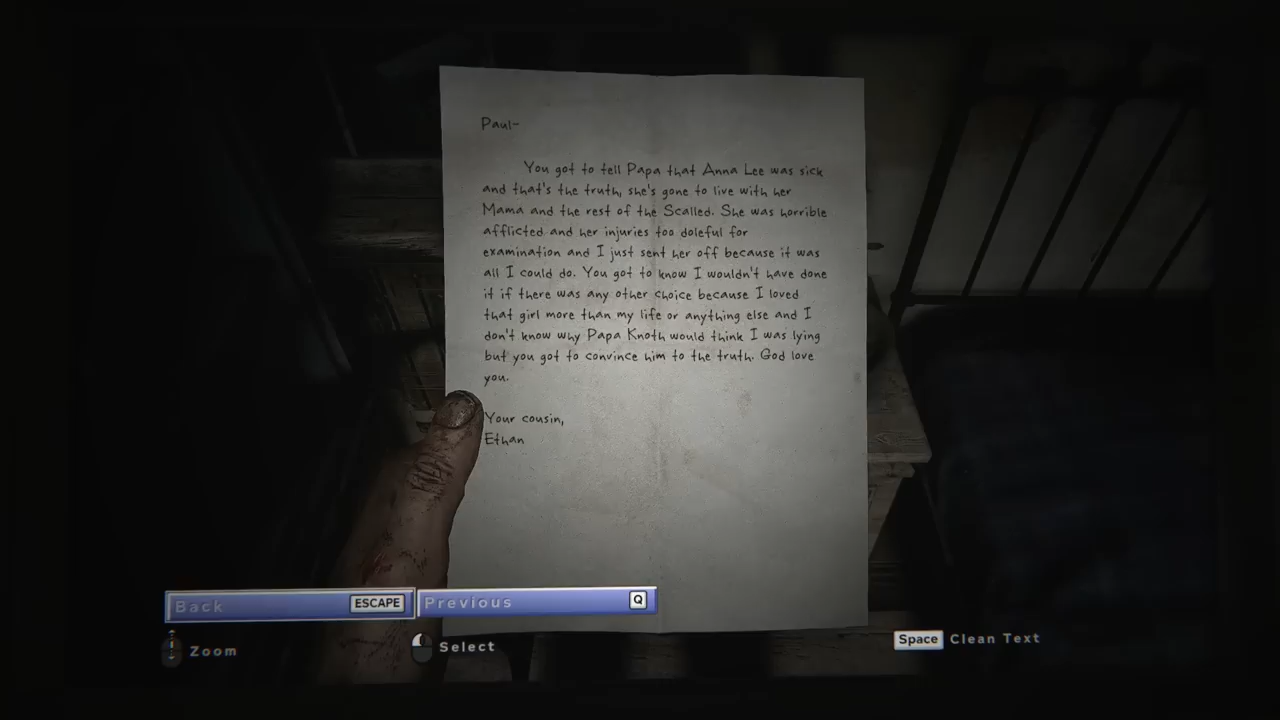 Paul-
You got to tell Papa that Anna Lee was sick
and that's the truth, she's gone to live with her
Mama and the rest of the Scalled. She was horrible
afflicted and her injuries too doleful for
examination and I just sent her off because it was
all I could do. You got to know I wouldn't have done
it if there was any other choice because I loved
that girl more than my life or anything else and I
don't know why Papa Knoth would think I was lying
but you got to convince him to the truth. God love
you.
Your cousin,
Ethan
Back ESCAPE Previous Q
Zoom Select Space Clean Text